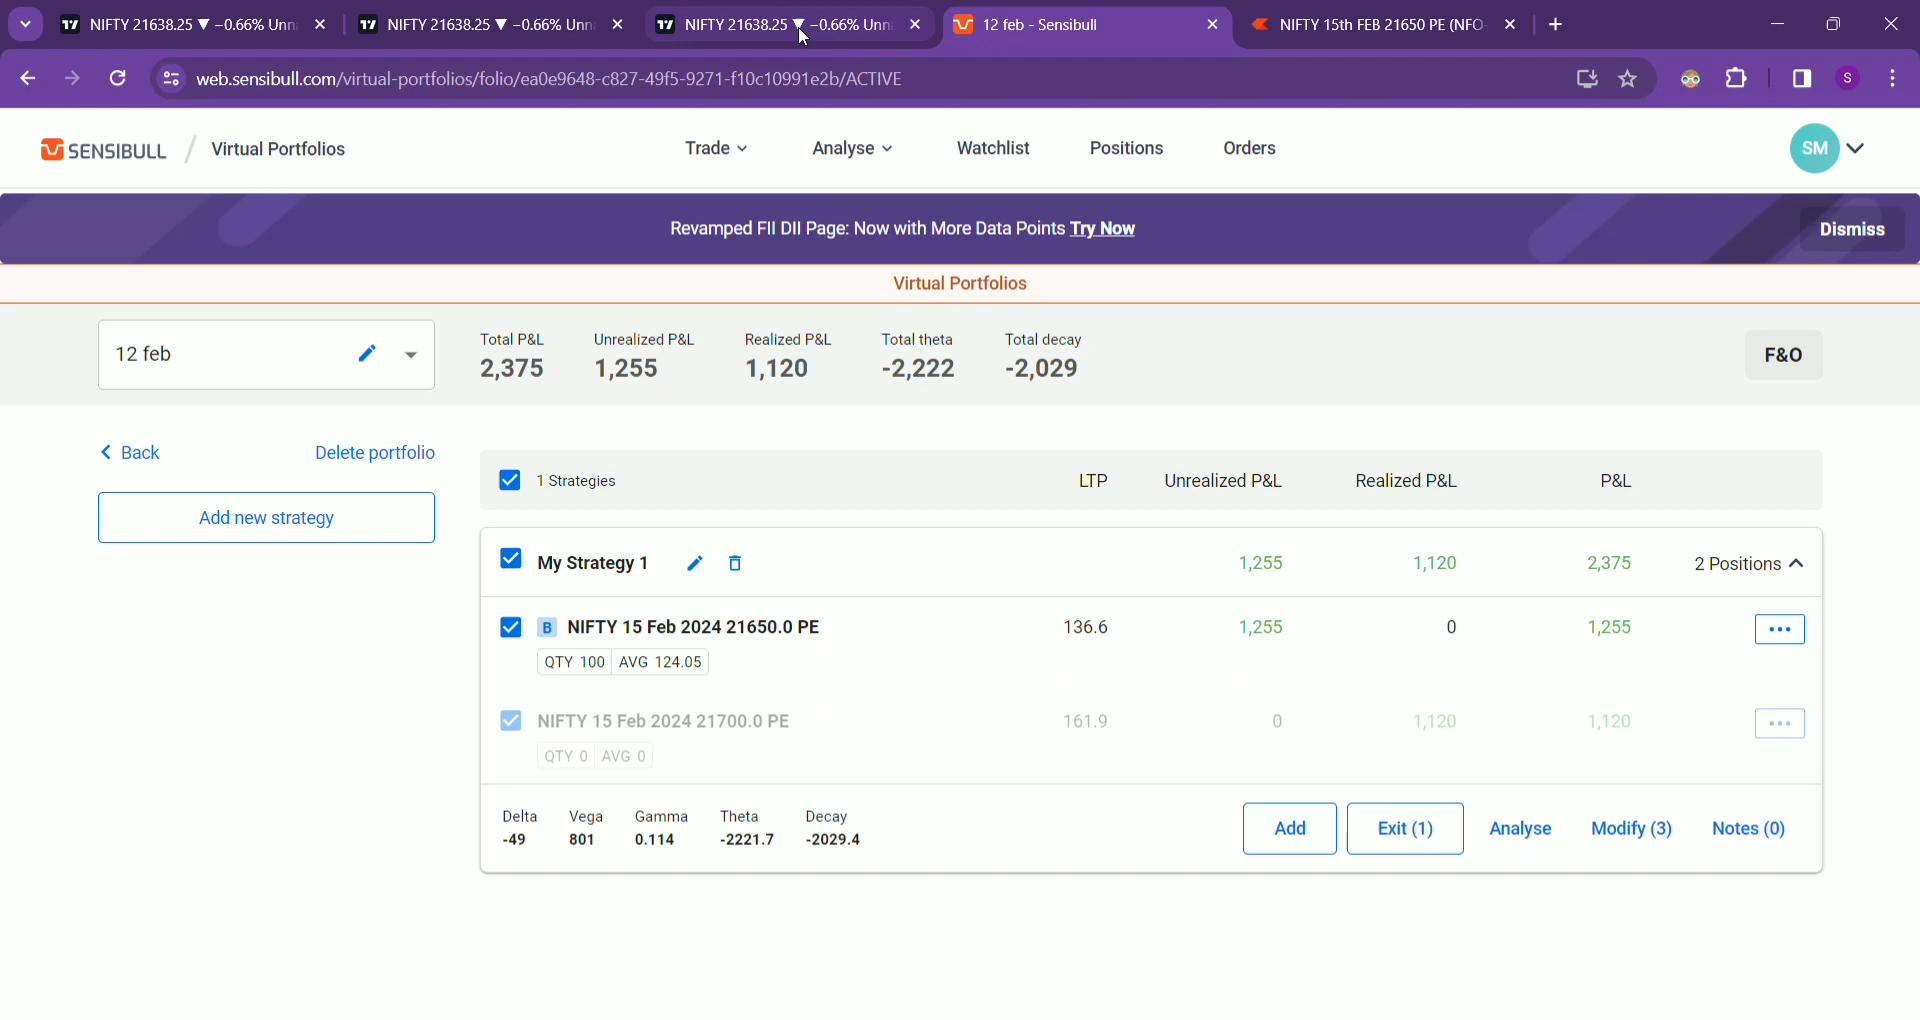 NIFTY 21638.25 ▼ −0.66% Unn
NIFTY 21638.25 ▼ −0.66% Unn
NIFTY 21638.25 ▼ −0.66% Unn
12 feb - Sensibull
NIFTY 15th FEB 21650 PE (NFO
web.sensibull.com/virtual-portfolios/folio/ea0e9648-c827-49f5-9271-f10c10991e2b/ACTIVE
S
SENSIBULL / Virtual Portfolios
Trade
Analyse
Watchlist
Positions
Orders
SM
Revamped FII DII Page: Now with More Data Points Try Now
Dismiss
Virtual Portfolios
12 feb
Total P&L
2,375
Unrealized P&L
1,255
Realized P&L
1,120
Total theta
-2,222
Total decay
-2,029
F&O
Back
Delete portfolio
Add new strategy
1 Strategies
LTP
Unrealized P&L
Realized P&L
P&L
My Strategy 1
1,255
1,120
2,375
2 Positions
B NIFTY 15 Feb 2024 21650.0 PE
136.6
1,255
0
1,255
QTY 100 AVG 124.05
NIFTY 15 Feb 2024 21700.0 PE
161.9
0
1,120
1,120
QTY 0 AVG 0
Delta
-49
Vega
801
Gamma
0.114
Theta
-2221.7
Decay
-2029.4
Add
Exit (1)
Analyse
Modify (3)
Notes (0)